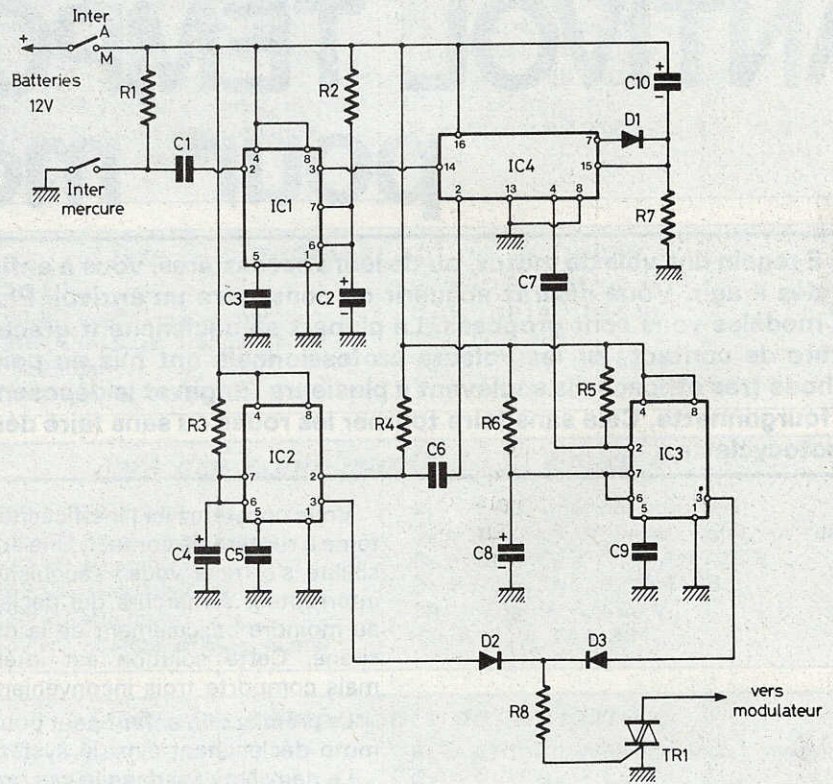 Inter
+ A
M
Batteries
12V
R1
R2
+
C10
−
C1
4 8
2 3
IC1
7
6
5
16
14 IC4 7
15
2 13 4 8
D1
R7
Inter
mercure
C3
+
C2
−
C7
R3
4 8
IC2
7 2
6 3
5
R4
C6
R6
R5
4 8
2
IC3
7
6 3
5 1
+
C4
−
C5
+
C8
−
C9
D2 D3
R8
vers
modulateur
TR1